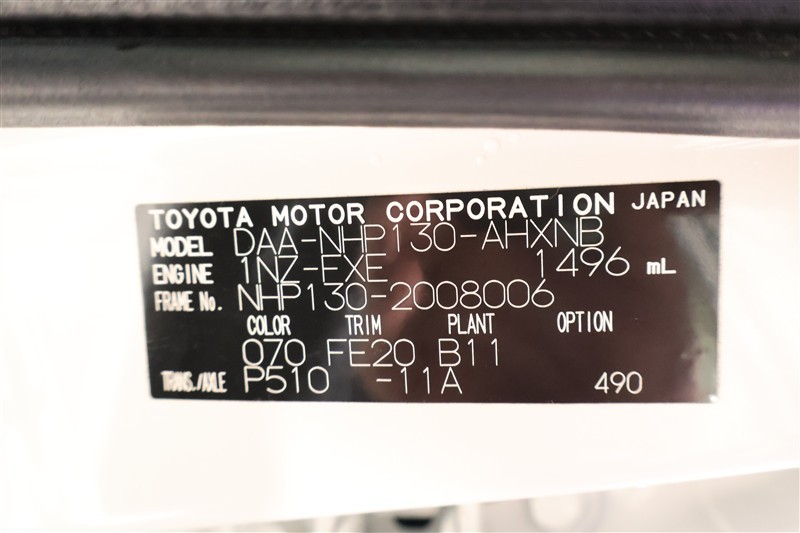 TOYOTA MOTOR CORPORATION JAPAN
MODEL DAA-NHP130-AHXNB
ENGINE 1NZ-EXE 1496 mL
FRAME No. NHP130-2008006
COLOR TRIM PLANT OPTION
070 FE20 B11
TRANS./AXLE P510 -11A 490